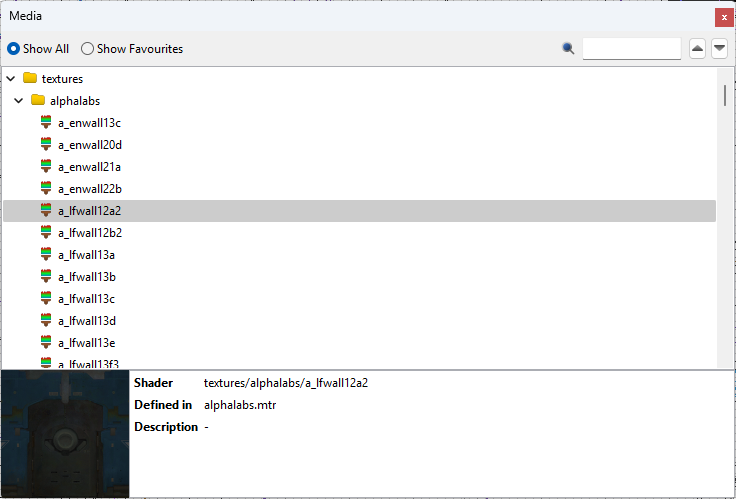 Media
Show All Show Favourites
textures
alphalabs
a_enwall13c
a_enwall20d
a_enwall21a
a_enwall22b
a_lfwall12a2
a_lfwall12b2
a_lfwall13a
a_lfwall13b
a_lfwall13c
a_lfwall13d
a_lfwall13e
a_lfwall13f3
Shader textures/alphalabs/a_lfwall12a2
Defined in alphalabs.mtr
Description -